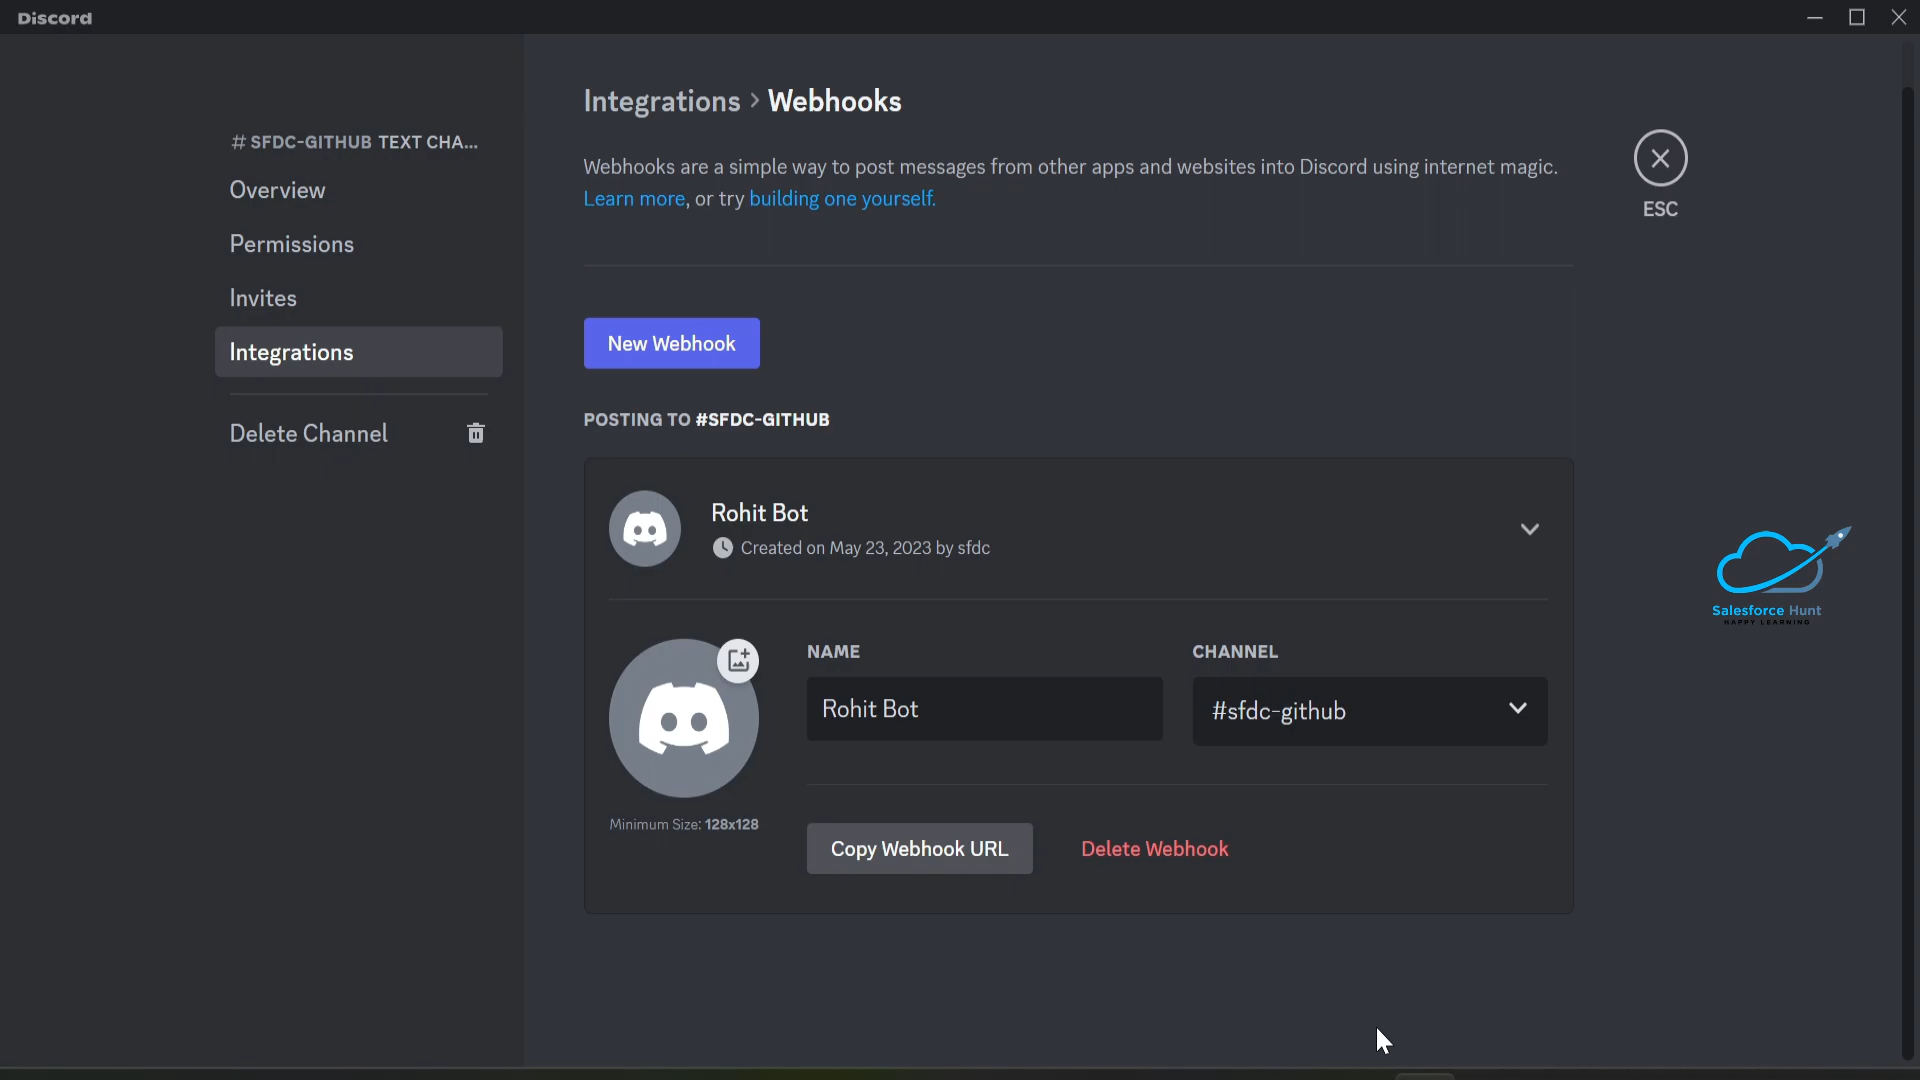 Discord
# SFDC-GITHUB TEXT CHA...
Overview
Permissions
Invites
Integrations
Delete Channel
Integrations > Webhooks
Webhooks are a simple way to post messages from other apps and websites into Discord using internet magic.
Learn more, or try building one yourself.
ESC
New Webhook
POSTING TO #SFDC-GITHUB
Rohit Bot
Created on May 23, 2023 by sfdc
NAME
CHANNEL
Rohit Bot
#sfdc-github
Minimum Size: 128x128
Copy Webhook URL
Delete Webhook
Salesforce Hunt
HAPPY LEARNING